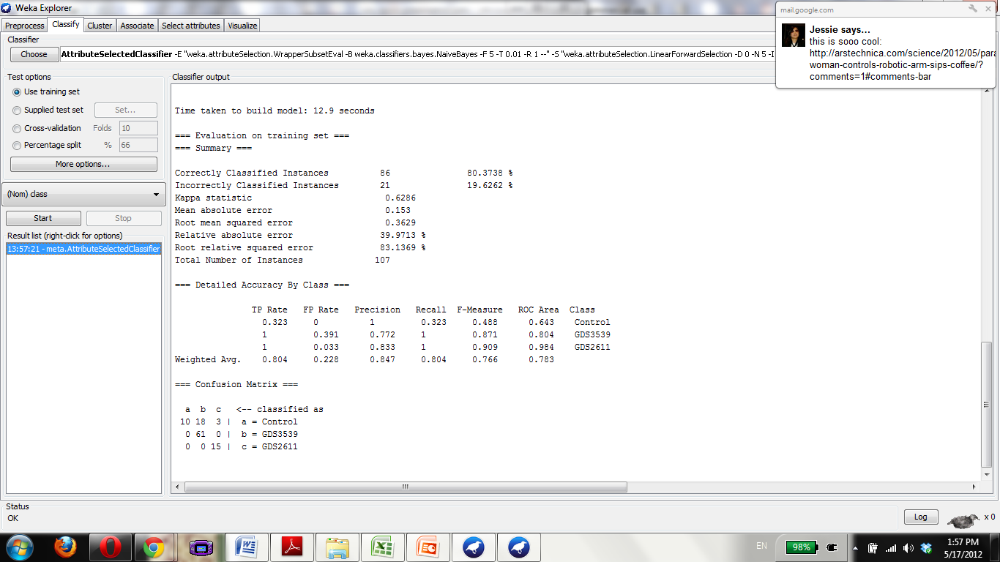 Weka Explorer
Preprocess Classify Cluster Associate Select attributes Visualize
Classifier
Choose AttributeSelectedClassifier -E "weka.attributeSelection.WrapperSubsetEval -B weka.classifiers.bayes.NaiveBayes -F 5 -T 0.01 -R 1 --" -S "weka.attributeSelection.LinearForwardSelection -D 0 -N 5 -I
mail.google.com
Jessie says...
this is sooo cool:
http://arstechnica.com/science/2012/05/para
woman-controls-robotic-arm-sips-coffee/?
comments=1#comments-bar
Test options
Use training set
Supplied test set Set...
Cross-validation Folds 10
Percentage split % 66
More options...
(Nom) class
Start Stop
Result list (right-click for options)
13:57:21 - meta.AttributeSelectedClassifier
Classifier output
Time taken to build model: 12.9 seconds
=== Evaluation on training set ===
=== Summary ===
Correctly Classified Instances 86 80.3738 %
Incorrectly Classified Instances 21 19.6262 %
Kappa statistic 0.6286
Mean absolute error 0.153
Root mean squared error 0.3629
Relative absolute error 39.9713 %
Root relative squared error 83.1369 %
Total Number of Instances 107
=== Detailed Accuracy By Class ===
TP Rate FP Rate Precision Recall F-Measure ROC Area Class
0.323 0 1 0.323 0.488 0.643 Control
1 0.391 0.772 1 0.871 0.804 GDS3539
1 0.033 0.833 1 0.909 0.984 GDS2611
Weighted Avg. 0.804 0.228 0.847 0.804 0.766 0.783
=== Confusion Matrix ===
a b c <-- classified as
10 18 3 | a = Control
0 61 0 | b = GDS3539
0 0 15 | c = GDS2611
Status
OK
Log x 0
EN
98%
1:57 PM
5/17/2012